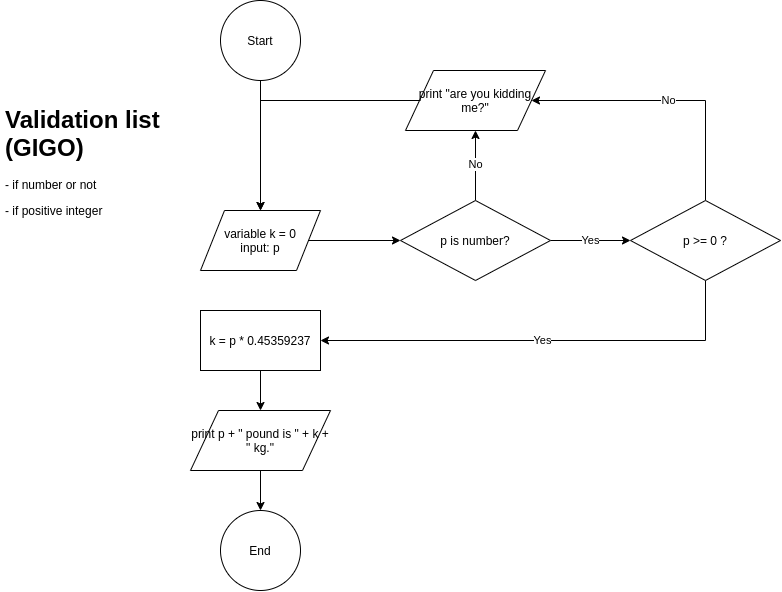 Start
print "are you kidding
me?"
No
Validation list
(GIGO)
- if number or not
- if positive integer
No
variable k = 0
input: p
p is number?
Yes
p >= 0 ?
k = p * 0.45359237
Yes
print p + " pound is " + k +
" kg."
End